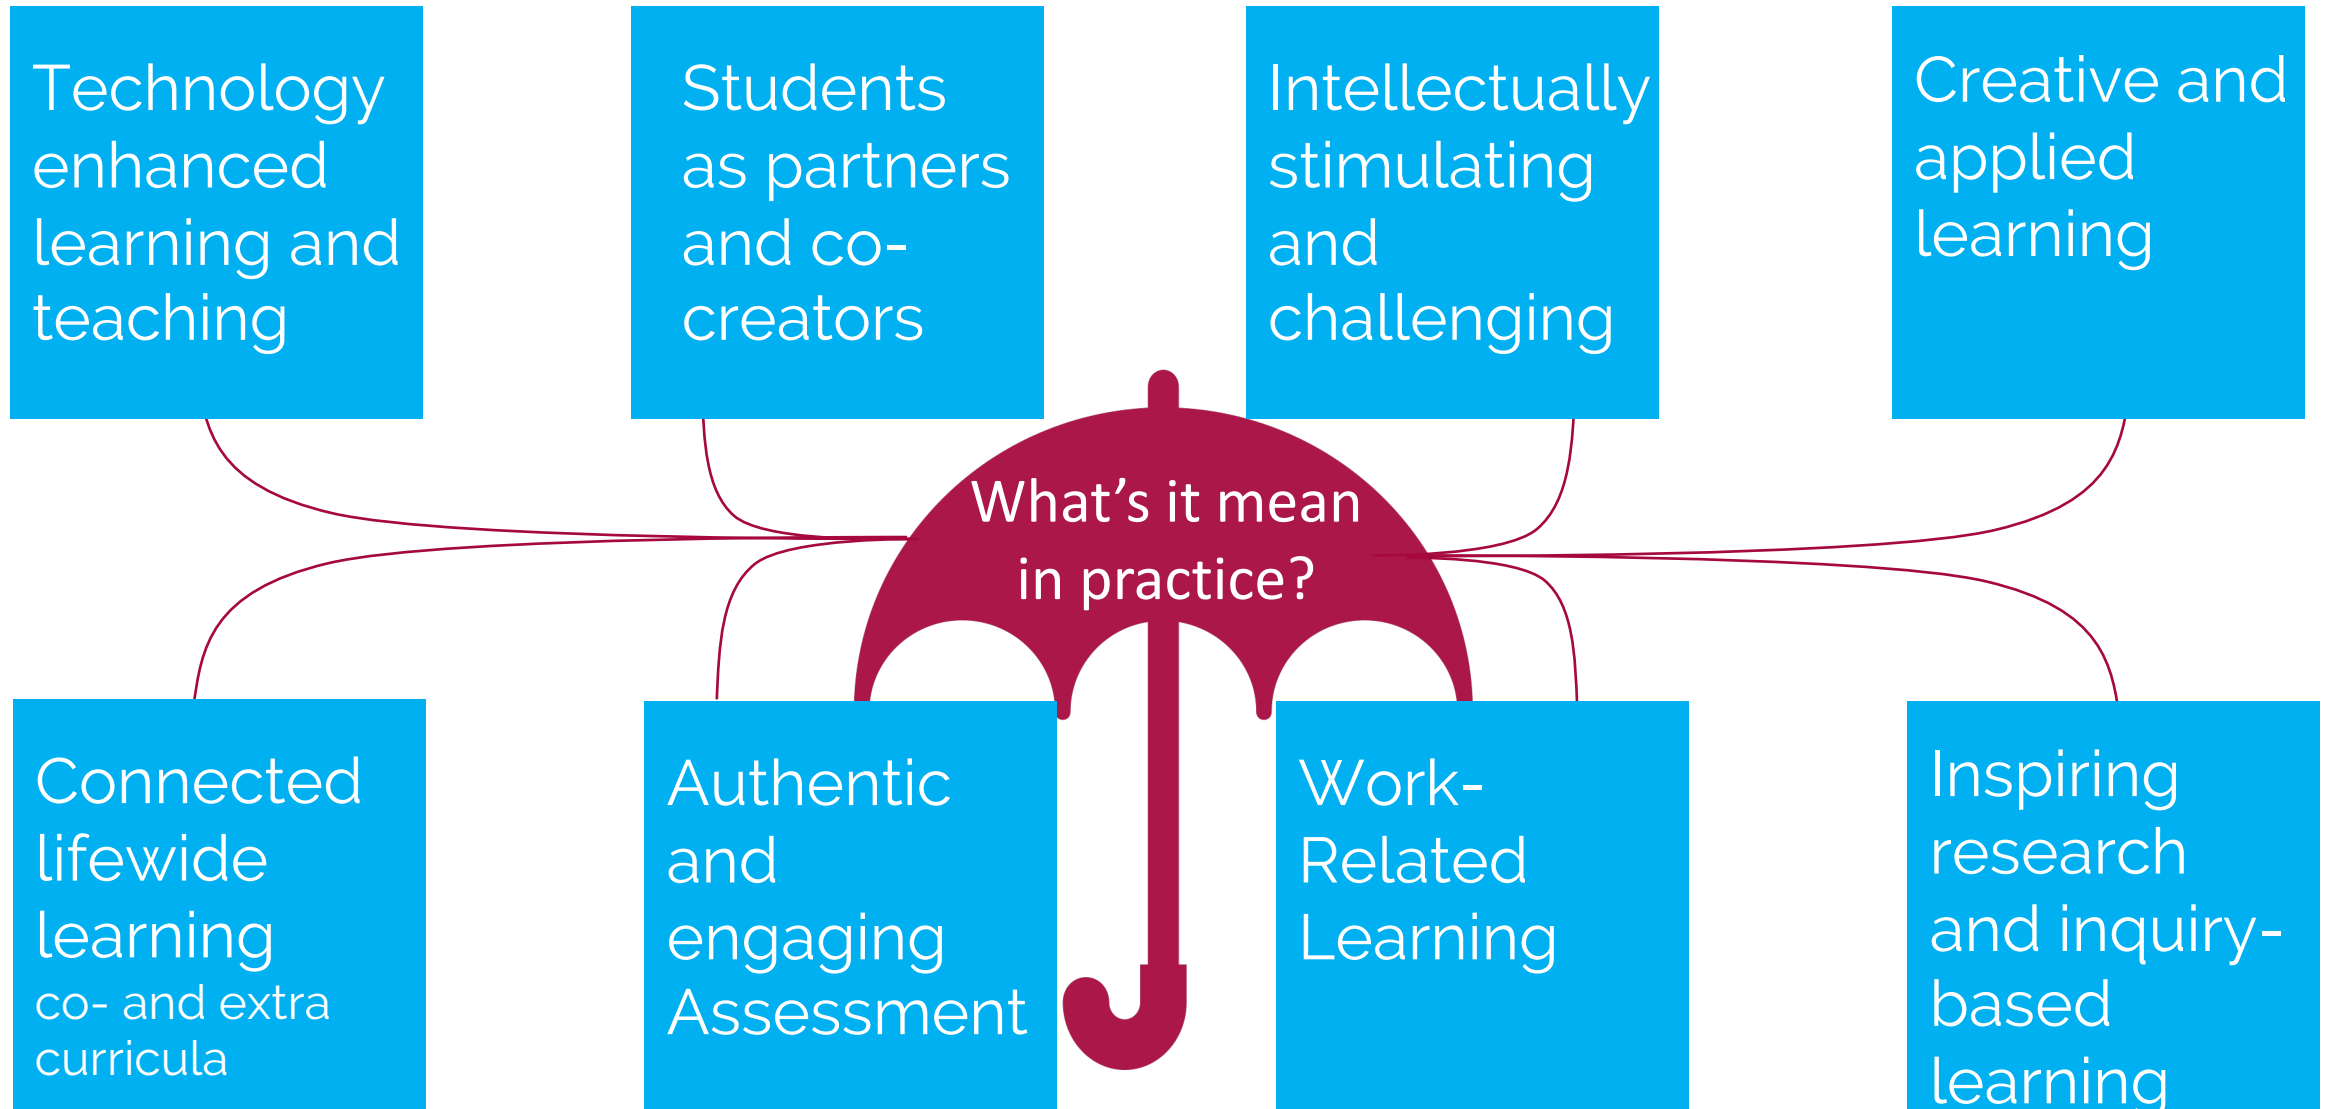 Technology
enhanced
learning and
teaching
Students
as partners
and co-
creators
Intellectually
stimulating
and
challenging
Creative and
applied
learning
What's it mean
in practice?
Connected
lifewide
learning
co- and extra
curricula
Authentic
and
engaging
Assessment
Work-
Related
Learning
Inspiring
research
and inquiry-
based
learning